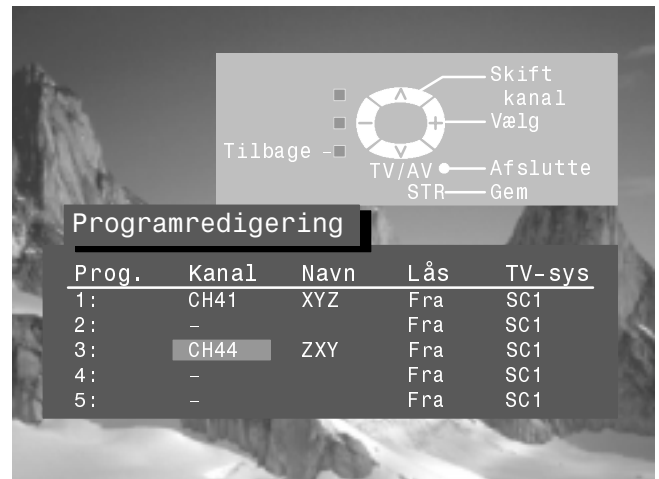 Skift
kanal
Vælg
Tilbage
TV/AV
Afslutte
STR
Gem
Programredigering
Prog. Kanal Navn Lås TV-sys
1: CH41 XYZ Fra SC1
2: – Fra SC1
3: CH44 ZXY Fra SC1
4: – Fra SC1
5: – Fra SC1